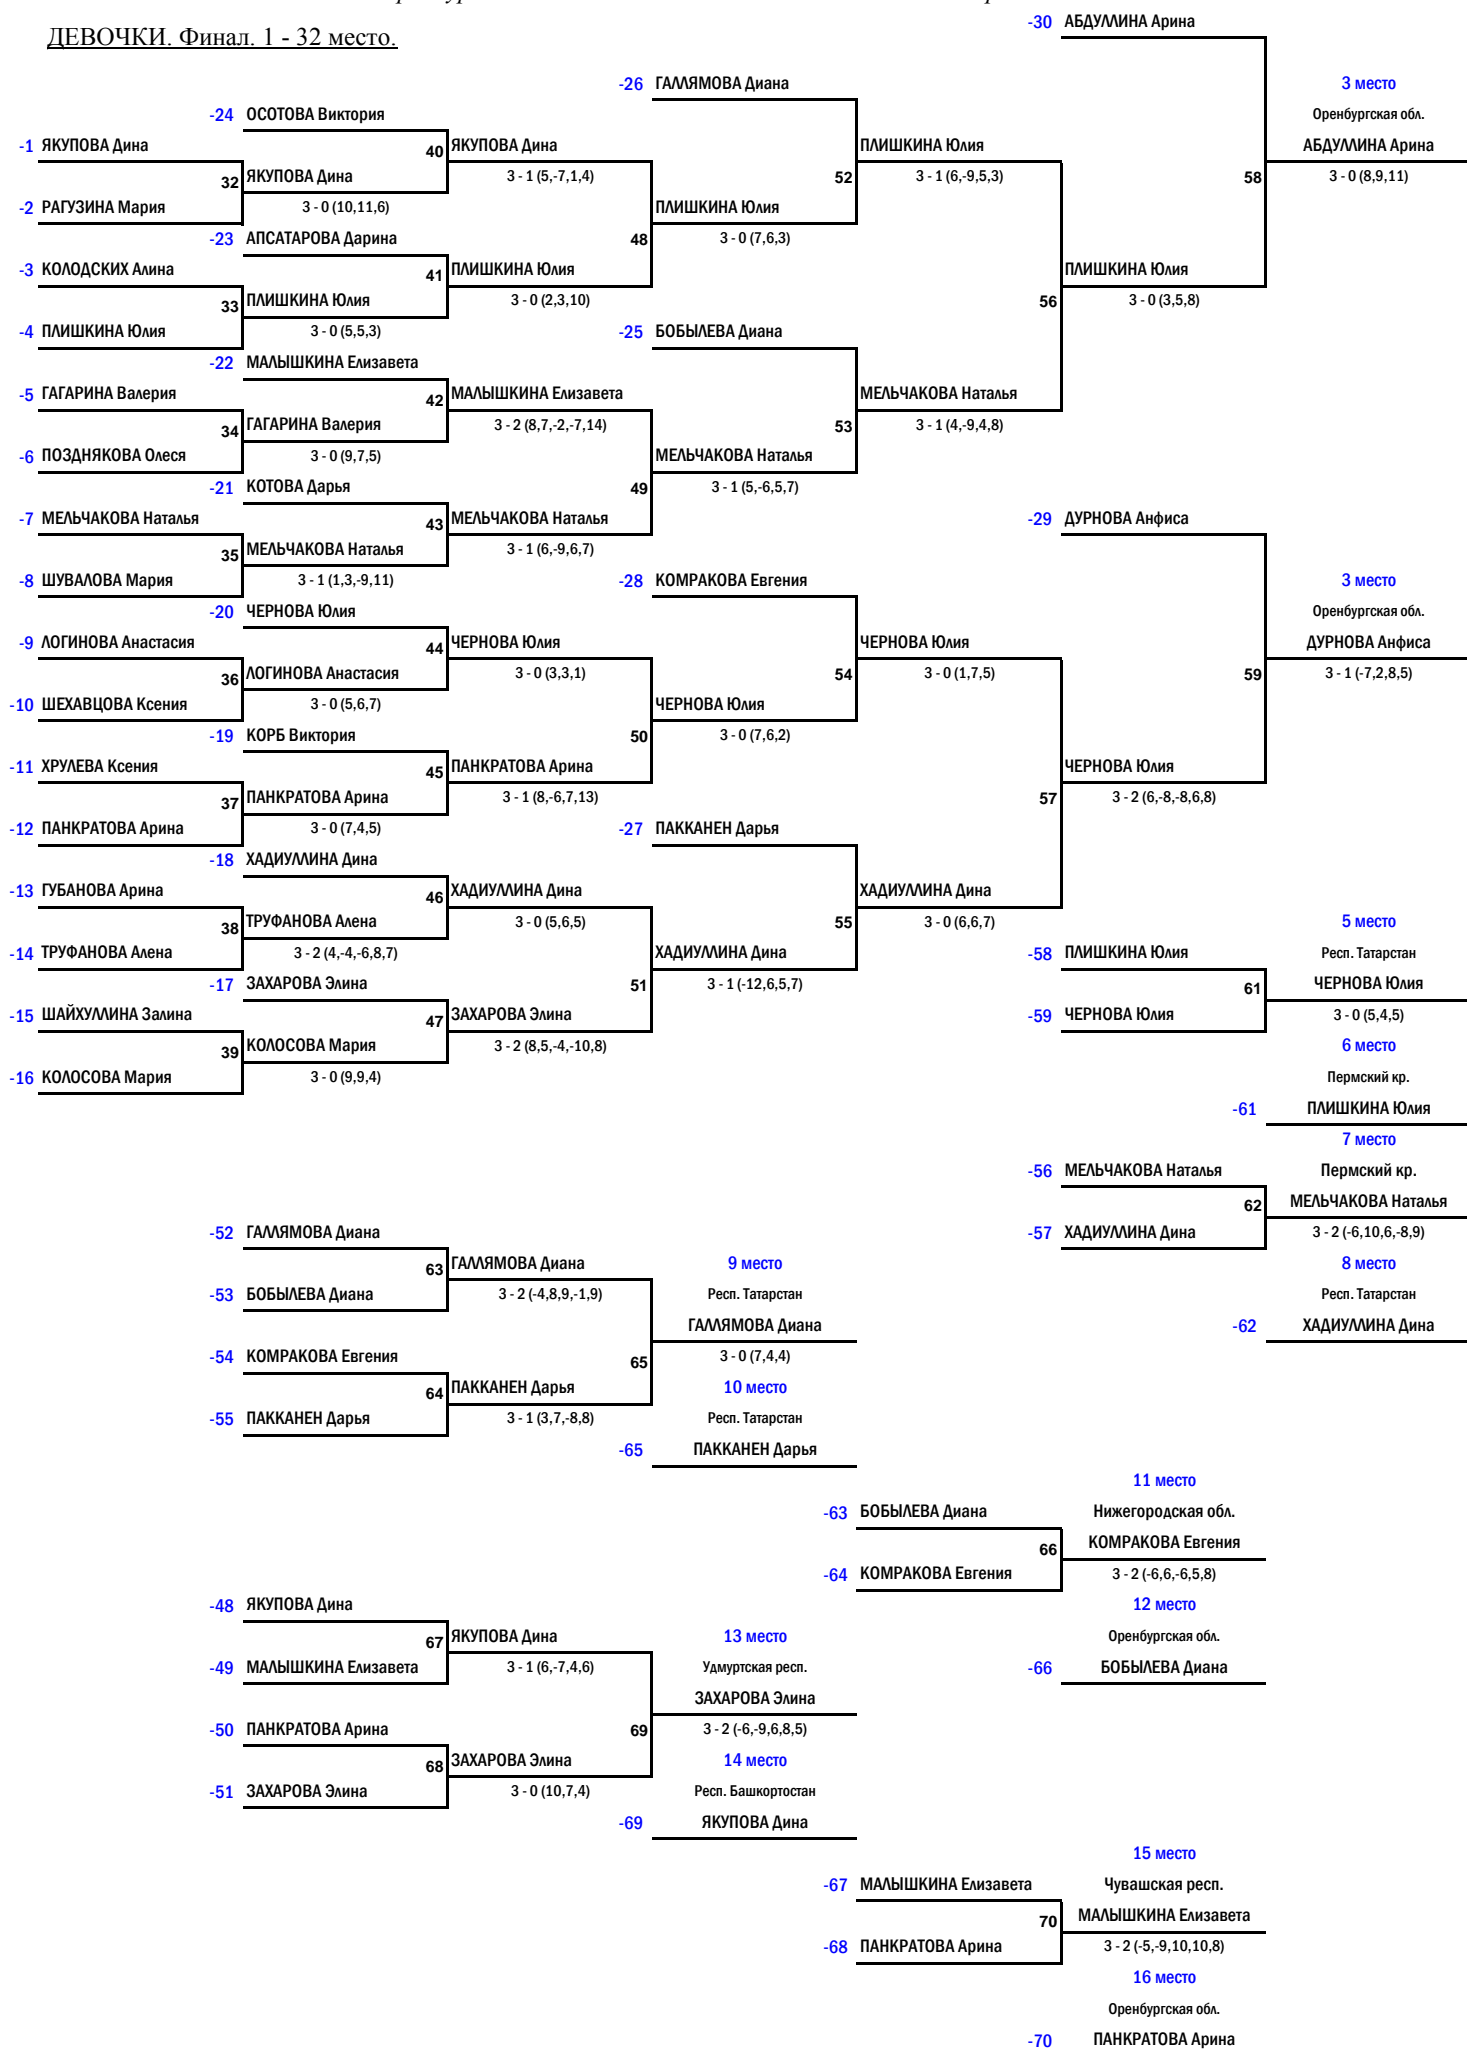 ДЕВОЧКИ. Финал. 1 - 32 место.
-30 АБДУЛЛИНА Арина
-26 ГАЛЛЯМОВА Диана
3 место
-24 ОСОТОВА Виктория
Оренбургская обл.
-1 ЯКУПОВА Дина
40 ЯКУПОВА Дина
ПЛИШКИНА Юлия
АБДУЛЛИНА Арина
32 ЯКУПОВА Дина
3 - 1 (5,-7,1,4)
52
3 - 1 (6,-9,5,3)
58
3 - 0 (8,9,11)
-2 РАГУЗИНА Мария
3 - 0 (10,11,6)
ПЛИШКИНА Юлия
-23 АПСАТАРОВА Дарина
48
3 - 0 (7,6,3)
-3 КОЛОДСКИХ Алина
41 ПЛИШКИНА Юлия
ПЛИШКИНА Юлия
33 ПЛИШКИНА Юлия
3 - 0 (2,3,10)
56
3 - 0 (3,5,8)
-4 ПЛИШКИНА Юлия
3 - 0 (5,5,3)
-25 БОБЫЛЕВА Диана
-22 МАЛЫШКИНА Елизавета
-5 ГАГАРИНА Валерия
42 МАЛЫШКИНА Елизавета
МЕЛЬЧАКОВА Наталья
34 ГАГАРИНА Валерия
3 - 2 (8,7,-2,-7,14)
53
3 - 1 (4,-9,4,8)
-6 ПОЗДНЯКОВА Олеся
3 - 0 (9,7,5)
МЕЛЬЧАКОВА Наталья
-21 КОТОВА Дарья
49
3 - 1 (5,-6,5,7)
-7 МЕЛЬЧАКОВА Наталья
43 МЕЛЬЧАКОВА Наталья
-29 ДУРНОВА Анфиса
35 МЕЛЬЧАКОВА Наталья
3 - 1 (6,-9,6,7)
-8 ШУВАЛОВА Мария
3 - 1 (1,3,-9,11)
-28 КОМРАКОВА Евгения
3 место
-20 ЧЕРНОВА Юлия
Оренбургская обл.
-9 ЛОГИНОВА Анастасия
44 ЧЕРНОВА Юлия
ЧЕРНОВА Юлия
ДУРНОВА Анфиса
36 ЛОГИНОВА Анастасия
3 - 0 (3,3,1)
54
3 - 0 (1,7,5)
59
3 - 1 (-7,2,8,5)
-10 ШЕХАВЦОВА Ксения
3 - 0 (5,6,7)
ЧЕРНОВА Юлия
-19 КОРБ Виктория
50
3 - 0 (7,6,2)
-11 ХРУЛЕВА Ксения
45 ПАНКРАТОВА Арина
ЧЕРНОВА Юлия
37 ПАНКРАТОВА Арина
3 - 1 (8,-6,7,13)
57
3 - 2 (6,-8,-8,6,8)
-12 ПАНКРАТОВА Арина
3 - 0 (7,4,5)
-27 ПАККАНЕН Дарья
-18 ХАДИУЛЛИНА Дина
-13 ГУБАНОВА Арина
46 ХАДИУЛЛИНА Дина
ХАДИУЛЛИНА Дина
38 ТРУФАНОВА Алена
3 - 0 (5,6,5)
55
3 - 0 (6,6,7)
5 место
-14 ТРУФАНОВА Алена
3 - 2 (4,-4,-6,8,7)
ХАДИУЛЛИНА Дина
-58 ПЛИШКИНА Юлия
Респ. Татарстан
-17 ЗАХАРОВА Элина
51
3 - 1 (-12,6,5,7)
61
ЧЕРНОВА Юлия
-15 ШАЙХУЛЛИНА Залина
47 ЗАХАРОВА Элина
-59 ЧЕРНОВА Юлия
3 - 0 (5,4,5)
39 КОЛОСОВА Мария
3 - 2 (8,5,-4,-10,8)
6 место
-16 КОЛОСОВА Мария
3 - 0 (9,9,4)
Пермский кр.
-61 ПЛИШКИНА Юлия
7 место
-56 МЕЛЬЧАКОВА Наталья
Пермский кр.
62 МЕЛЬЧАКОВА Наталья
-52 ГАЛЛЯМОВА Диана
-57 ХАДИУЛЛИНА Дина
3 - 2 (-6,10,6,-8,9)
63 ГАЛЛЯМОВА Диана
9 место
8 место
-53 БОБЫЛЕВА Диана
3 - 2 (-4,8,9,-1,9)
Респ. Татарстан
Респ. Татарстан
ГАЛЛЯМОВА Диана
-62 ХАДИУЛЛИНА Дина
-54 КОМРАКОВА Евгения
65
3 - 0 (7,4,4)
64 ПАККАНЕН Дарья
10 место
-55 ПАККАНЕН Дарья
3 - 1 (3,7,-8,8)
Респ. Татарстан
-65 ПАККАНЕН Дарья
11 место
-63 БОБЫЛЕВА Диана
Нижегородская обл.
66 КОМРАКОВА Евгения
-64 КОМРАКОВА Евгения
3 - 2 (-6,6,-6,5,8)
-48 ЯКУПОВА Дина
12 место
67 ЯКУПОВА Дина
13 место
Оренбургская обл.
-49 МАЛЫШКИНА Елизавета
3 - 1 (6,-7,4,6)
Удмуртская респ.
-66 БОБЫЛЕВА Диана
ЗАХАРОВА Элина
-50 ПАНКРАТОВА Арина
69
3 - 2 (-6,-9,6,8,5)
68 ЗАХАРОВА Элина
14 место
-51 ЗАХАРОВА Элина
3 - 0 (10,7,4)
Респ. Башкортостан
-69 ЯКУПОВА Дина
15 место
-67 МАЛЫШКИНА Елизавета
Чувашская респ.
70 МАЛЫШКИНА Елизавета
-68 ПАНКРАТОВА Арина
3 - 2 (-5,-9,10,10,8)
16 место
Оренбургская обл.
-70 ПАНКРАТОВА Арина